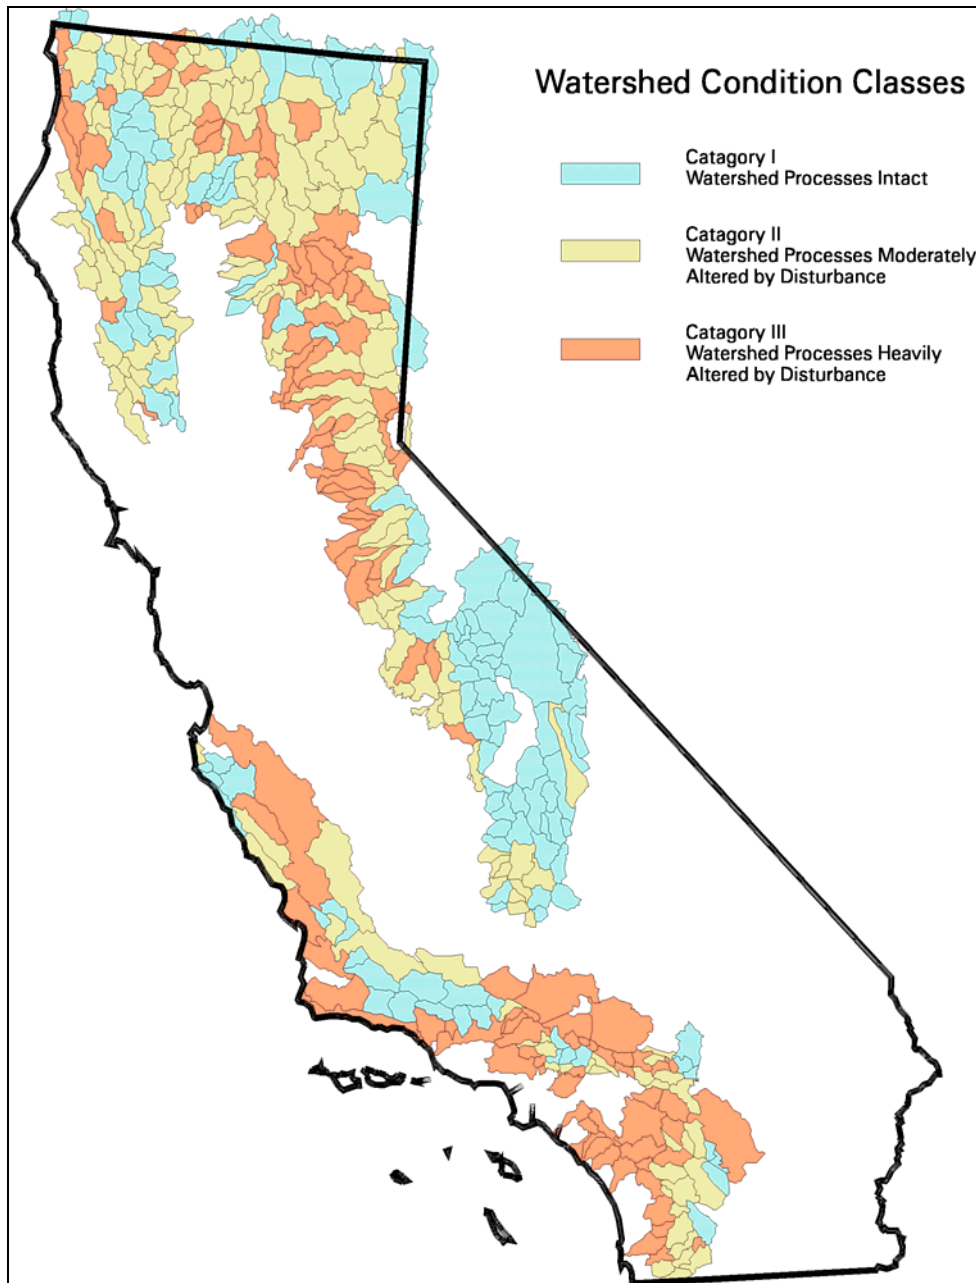 Watershed Condition Classes
Catagory I
Watershed Processes Intact
Catagory II
Watershed Processes Moderately
Altered by Disturbance
Catagory III
Watershed Processes Heavily
Altered by Disturbance